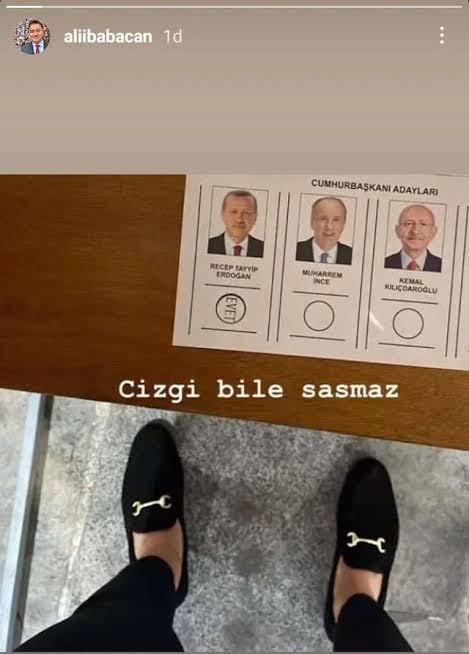 aliibabacan 1d
CUMHURBAŞKANI ADAYLARI
RECEP TAYYİP
ERDOĞAN
MUHARREM
İNCE
KEMAL
KILIÇDAROĞLU
EVET
Cizgi bile sasmaz